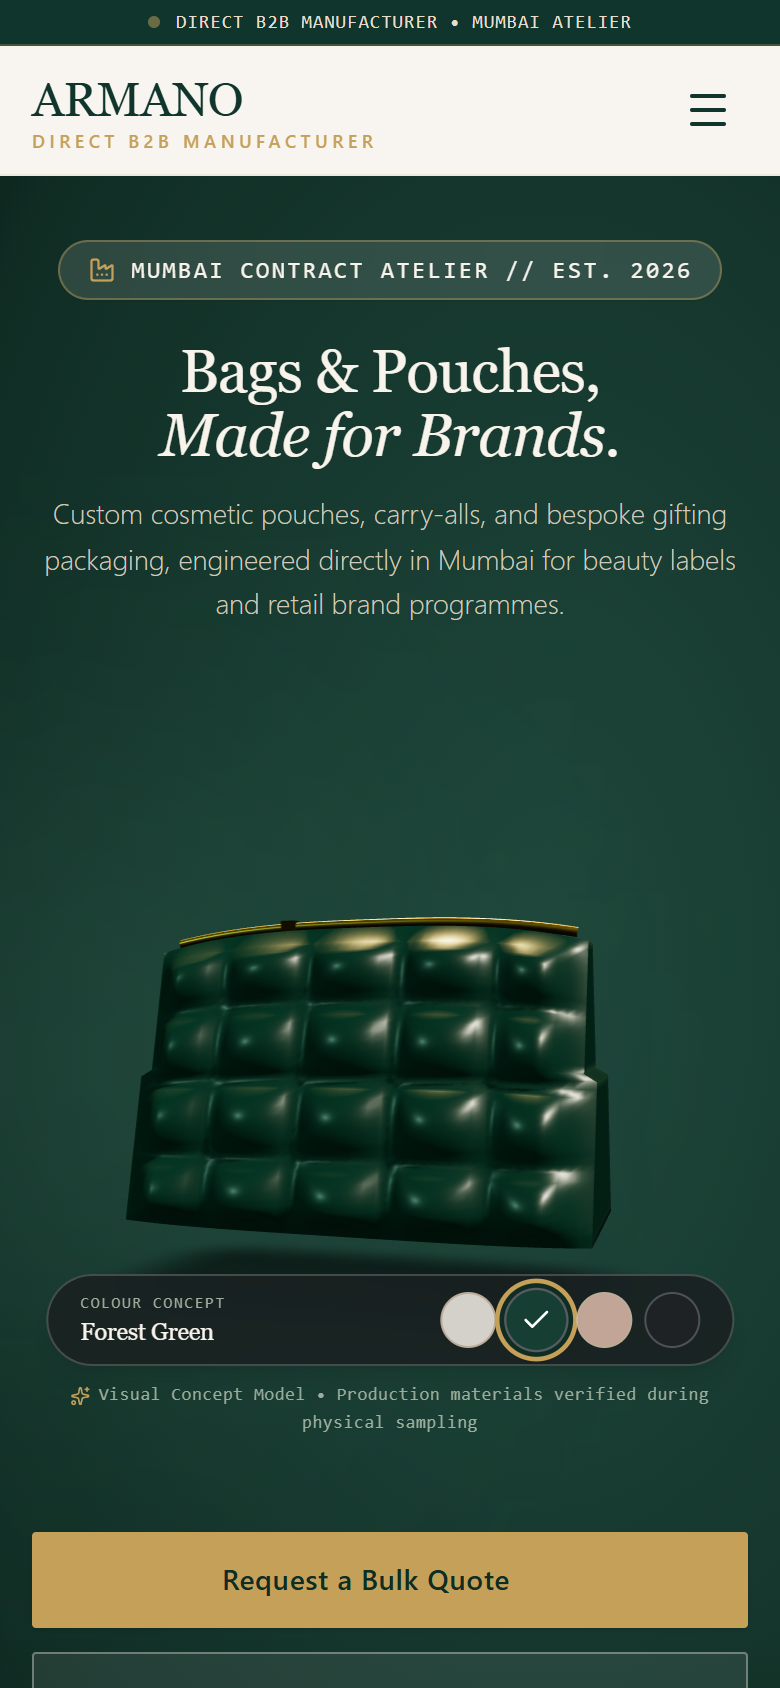 DIRECT B2B MANUFACTURER • MUMBAI ATELIER
ARMANO
DIRECT B2B MANUFACTURER
MUMBAI CONTRACT ATELIER // EST. 2026
Bags & Pouches,
Made for Brands.
Custom cosmetic pouches, carry-alls, and bespoke gifting
packaging, engineered directly in Mumbai for beauty labels
and retail brand programmes.
COLOUR CONCEPT
Forest Green
Visual Concept Model • Production materials verified during
physical sampling
Request a Bulk Quote